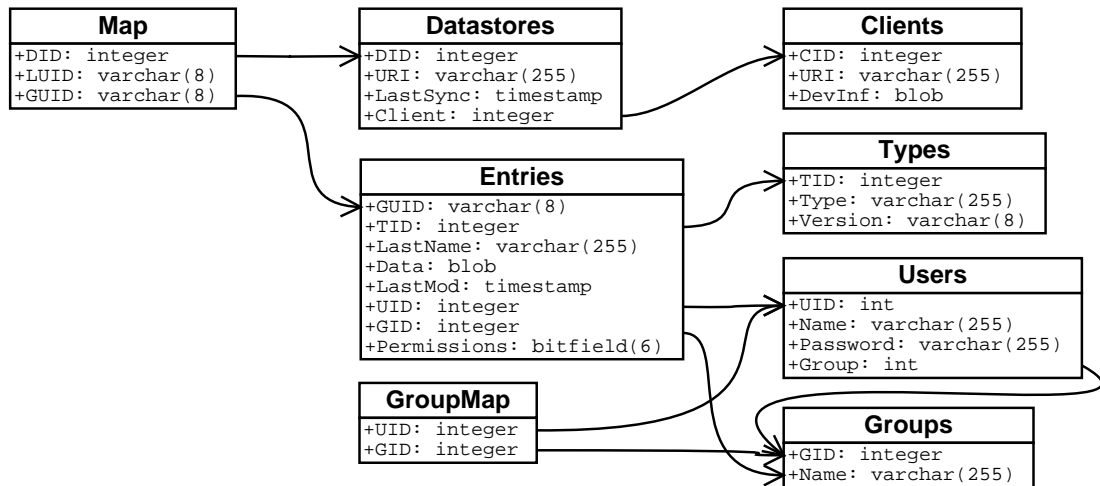 Map
+DID: integer
+LUID: varchar(8)
+GUID: varchar(8)
Datastores
+DID: integer
+URI: varchar(255)
+LastSync: timestamp
+Client: integer
Clients
+CID: integer
+URI: varchar(255)
+DevInf: blob
Entries
+GUID: varchar(8)
+TID: integer
+LastName: varchar(255)
+Data: blob
+LastMod: timestamp
+UID: integer
+GID: integer
+Permissions: bitfield(6)
Types
+TID: integer
+Type: varchar(255)
+Version: varchar(8)
Users
+UID: int
+Name: varchar(255)
+Password: varchar(255)
+Group: int
GroupMap
+UID: integer
+GID: integer
Groups
+GID: integer
+Name: varchar(255)